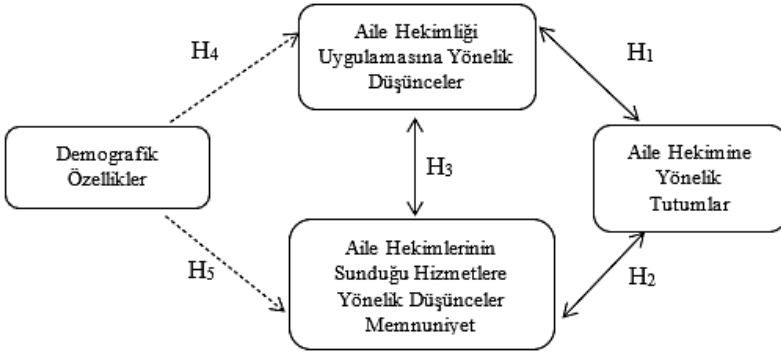 Aile Hekimliği
Uygulamasına Yönelik
Düşünceler
H4
H1
Demografik
Özellikler
H3
Aile Hekimine
Yönelik
Tutumlar
Aile Hekimlerinin
Sunduğu Hizmetlere
Yönelik Düşünceler
Memnuniyet
H5
H2